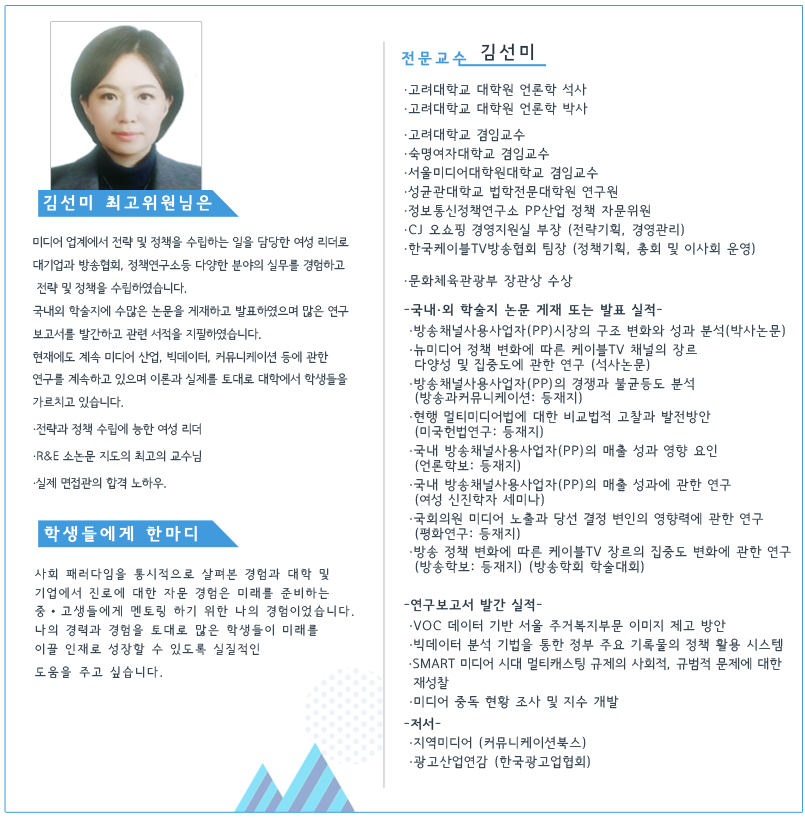 김선미 최고위원님은
미디어 업계에서 전략 및 정책을 수립하는 일을 담당한 여성 리더로
대기업과 방송협회, 정책연구소등 다양한 분야의 실무를 경험하고
전략 및 정책을 수립하였습니다.
국내외 학술지에 수많은 논문을 게재하고 발표하였으며 많은 연구
보고서를 발간하고 관련 서적을 지필하였습니다.
현재에도 계속 미디어 산업, 빅데이터, 커뮤니케이션 등에 관한
연구를 계속하고 있으며 이론과 실제를 토대로 대학에서 학생들을
가르치고 있습니다.
·전략과 정책 수립에 능한 여성 리더
·R&E 소논문 지도의 최고의 교수님
·실제 면접관의 합격 노하우.
학생들에게 한마디
사회 패러다임을 통시적으로 살펴본 경험과 대학 및
기업에서 진로에 대한 자문 경험은 미래를 준비하는
중•고생들에게 멘토링 하기 위한 나의 경험이었습니다.
나의 경력과 경험을 토대로 많은 학생들이 미래를
이끌 인재로 성장할 수 있도록 실질적인
도움을 주고 싶습니다.
전문교수 김선미
·고려대학교 대학원 언론학 석사
·고려대학교 대학원 언론학 박사
·고려대학교 겸임교수
·숙명여자대학교 겸임교수
·서울미디어대학원대학교 겸임교수
·성균관대학교 법학전문대학원 연구원
·정보통신정책연구소 PP산업 정책 자문위원
·CJ 오쇼핑 경영지원실 부장 (전략기획, 경영관리)
·한국케이블TV방송협회 팀장 (정책기획, 총회 및 이사회 운영)
·문화체육관광부 장관상 수상
-국내·외 학술지 논문 게재 또는 발표 실적-
·방송채널사용사업자(PP)시장의 구조 변화와 성과 분석(박사논문)
·뉴미디어 정책 변화에 따른 케이블TV 채널의 장르
다양성 및 집중도에 관한 연구 (석사논문)
·방송채널사용사업자(PP)의 경쟁과 불균등도 분석
(방송과커뮤니케이션: 등재지)
·현행 멀티미디어법에 대한 비교법적 고찰과 발전방안
(미국헌법연구: 등재지)
·국내 방송채널사용사업자(PP)의 매출 성과 영향 요인
(언론학보: 등재지)
·국내 방송채널사용사업자(PP)의 매출 성과에 관한 연구
(여성 신진학자 세미나)
·국회의원 미디어 노출과 당선 결정 변인의 영향력에 관한 연구
(평화연구: 등재지)
·방송 정책 변화에 따른 케이블TV 장르의 집중도 변화에 관한 연구
(방송학보: 등재지) (방송학회 학술대회)
-연구보고서 발간 실적-
·VOC 데이터 기반 서울 주거복지부문 이미지 제고 방안
·빅데이터 분석 기법을 통한 정부 주요 기록물의 정책 활용 시스템
·SMART 미디어 시대 멀티캐스팅 규제의 사회적, 규범적 문제에 대한
재성찰
·미디어 중독 현황 조사 및 지수 개발
-저서-
·지역미디어 (커뮤니케이션북스)
·광고산업연감 (한국광고업협회)